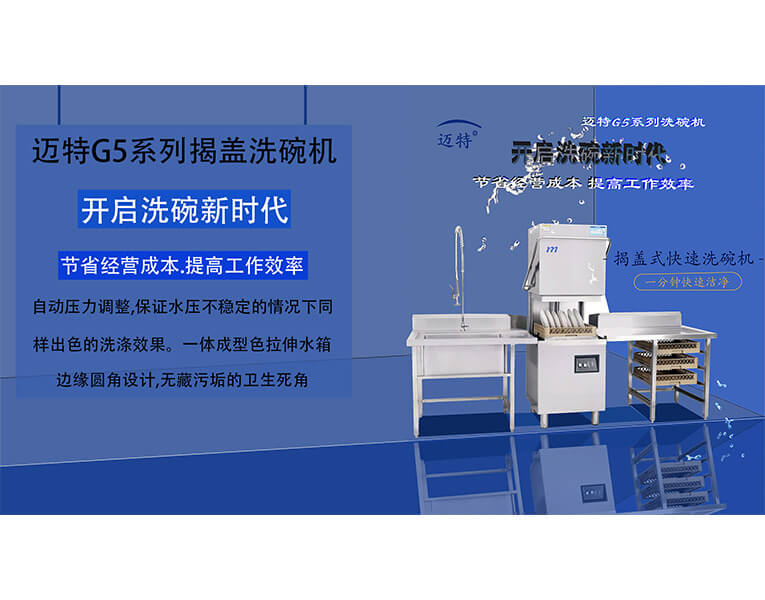 迈特G5系列揭盖洗碗机
开启洗碗新时代
节省经营成本.提高工作效率
自动压力调整,保证水压不稳定的情况下同
样出色的洗涤效果。一体成型色拉伸水箱
边缘圆角设计,无藏污垢的卫生死角
迈特
迈特G5系列洗碗机
开启洗碗新时代
节省经营成本 提高工作效率
m
- 揭盖式快速洗碗机 -
一分钟快速洁净